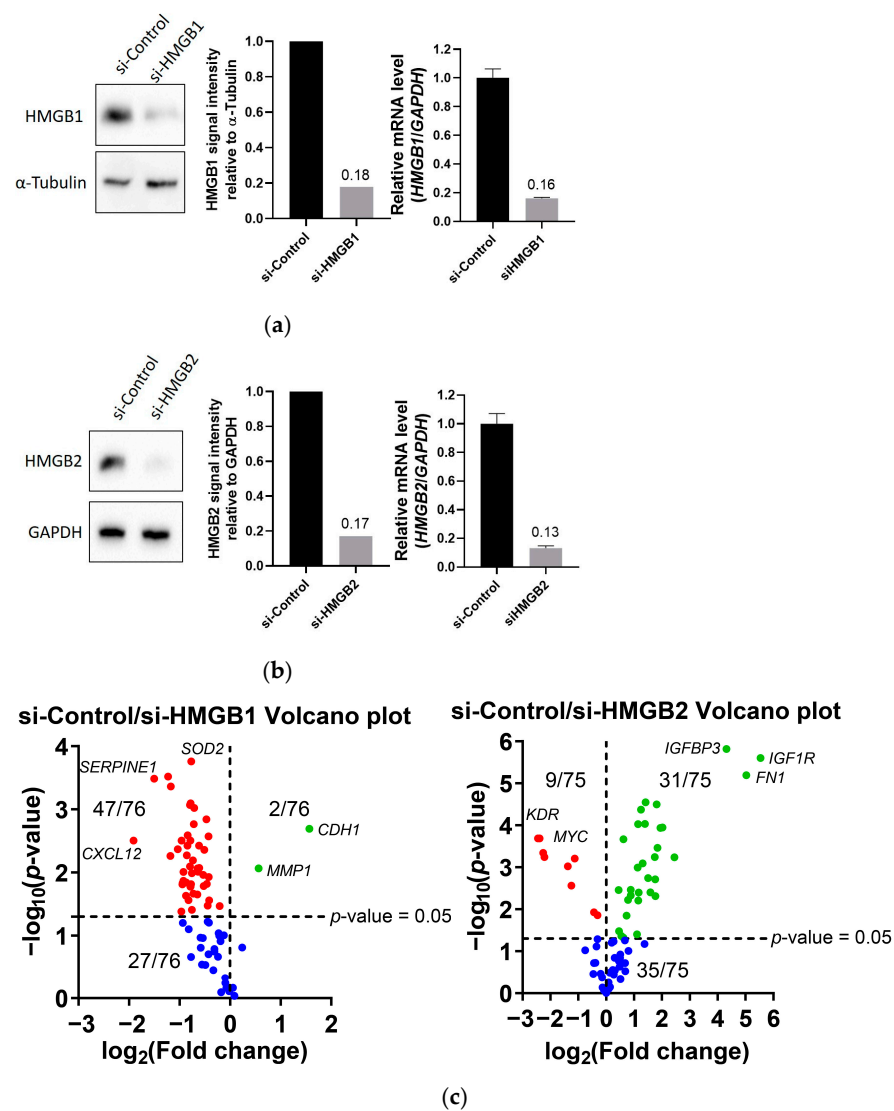 si-Control
si-HMGB1
HMGB1
α-Tubulin
HMGB1 signal intensity
relative to α-Tubulin
1.0
0.8
0.6
0.4
0.2
0.0
0.18
si-Control
si-HMGB1
Relative mRNA level
(HMGB1/GAPDH)
1.2
1.0
0.8
0.6
0.4
0.2
0.0
0.16
si-Control
siHMGB1
(a)
si-Control
si-HMGB2
HMGB2
GAPDH
HMGB2 signal intensity
relative to GAPDH
1.0
0.8
0.6
0.4
0.2
0.0
0.17
si-Control
si-HMGB2
Relative mRNA level
(HMGB2/GAPDH)
1.2
1.0
0.8
0.6
0.4
0.2
0.0
0.13
si-Control
siHMGB2
(b)
si-Control/si-HMGB1 Volcano plot
−log10(p-value)
4
3
2
1
0
SOD2
SERPINE1
47/76
2/76
CDH1
CXCL12
MMP1
p-value = 0.05
27/76
−3 −2 −1 0 1 2
log2(Fold change)
si-Control/si-HMGB2 Volcano plot
−log10(p-value)
6
5
4
3
2
1
0
IGFBP3
IGF1R
9/75
31/75
FN1
KDR
MYC
p-value = 0.05
35/75
−3 −2 −1 0 1 2 3 4 5 6
log2(Fold change)
(c)